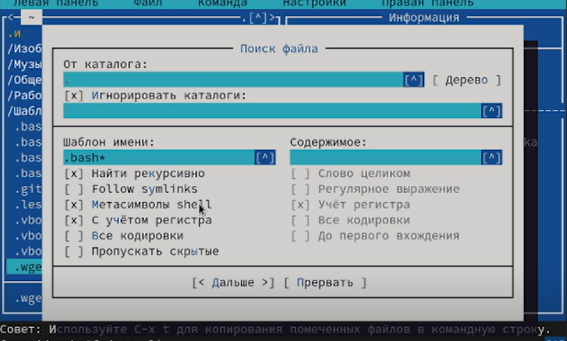 Левая панель Файл Команда Настройки Правая панель
<─ ~ .[^]> Информация
.и
/Изоб Поиск файла
/Музы От каталога:
/Обще . [^] [ Дерево ]
/Рабо [x] Игнорировать каталоги:
/Шабл [^]
.bas
.bas Шаблон имени: Содержимое: ка
.bas .bash* [^] [^]
.bas [x] Найти рекурсивно [ ] Слово целиком
.git [ ] Follow symlinks [ ] Регулярное выражение
.les [x] Метасимволы shell [x] Учёт регистра
.vbo [x] С учётом регистра [ ] Все кодировки
.vbo [ ] Все кодировки [ ] До первого вхождения
.vbo [ ] Пропускать скрытые
.wge
[< Дальше >] [ Прервать ]
.wge
Совет: Используйте C-x t для копирования помеченных файлов в командную строку.